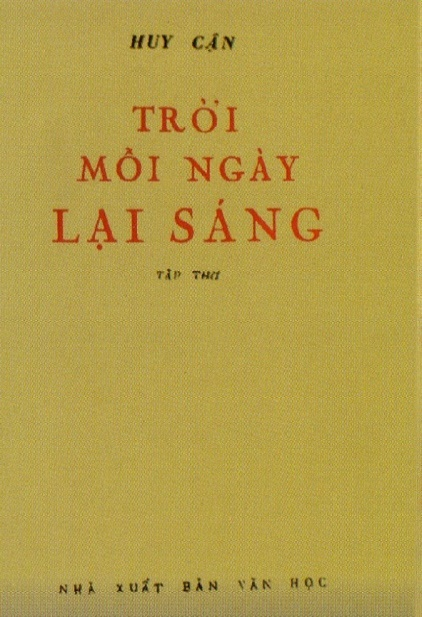 HUY CẬN
TRỜI
MỖI NGÀY
LẠI SÁNG
TẬP THƠ
NHÀ XUẤT BẢN VĂN HỌC